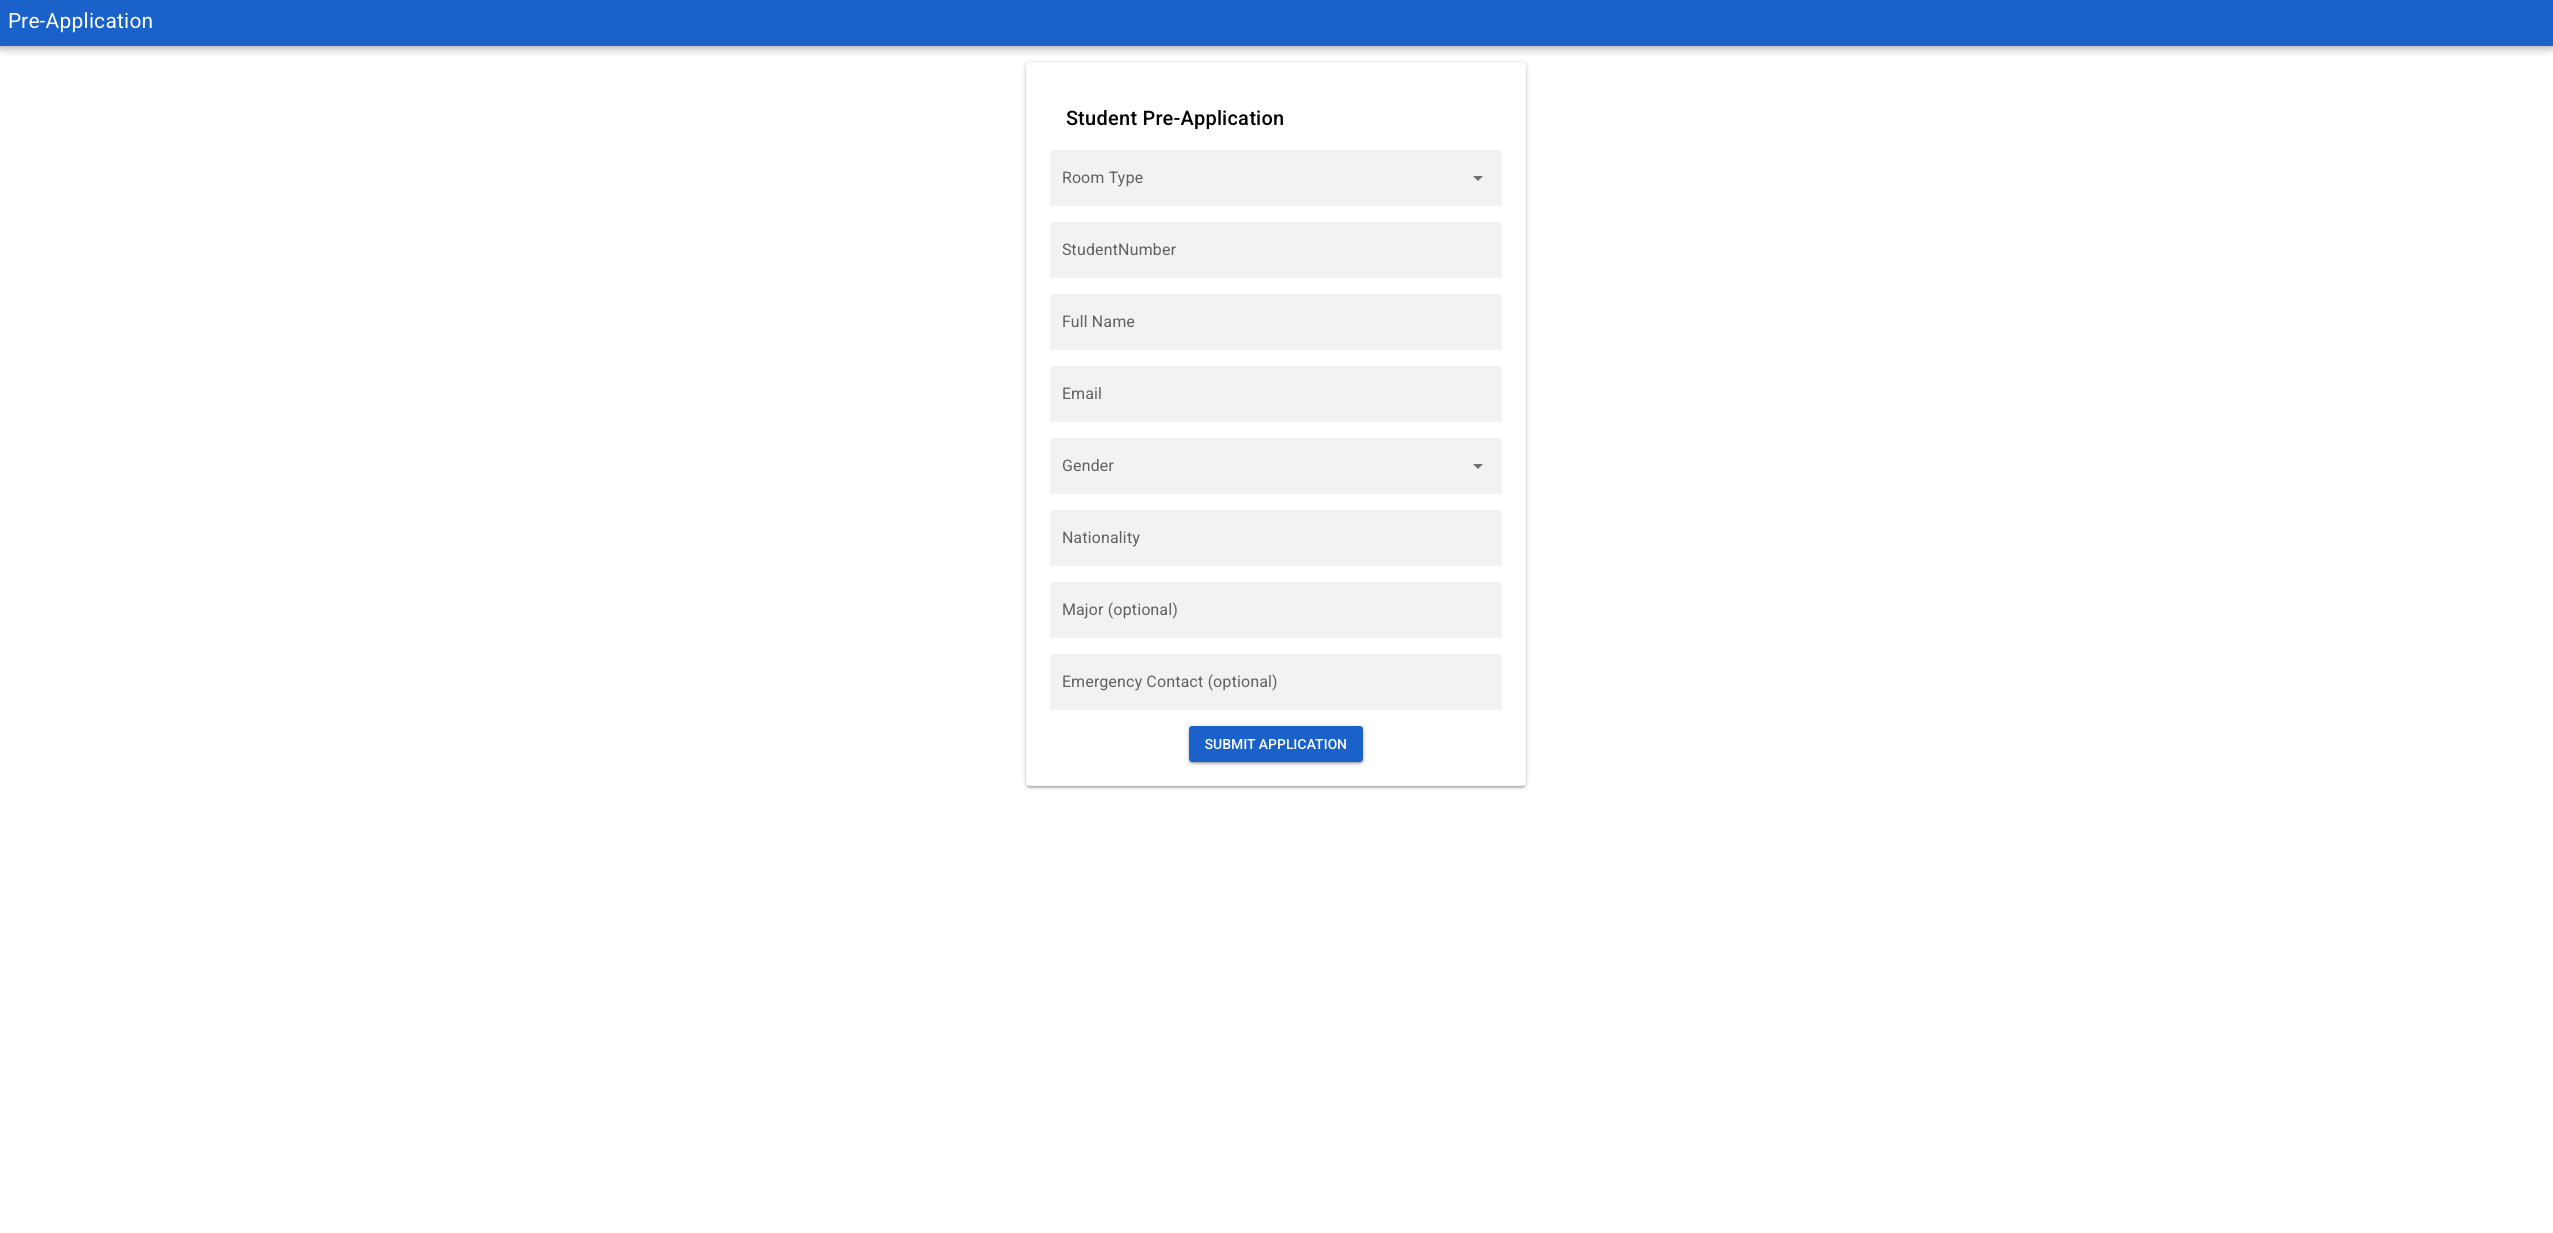 Pre-Application
Student Pre-Application
Room Type
StudentNumber
Full Name
Email
Gender
Nationality
Major (optional)
Emergency Contact (optional)
SUBMIT APPLICATION